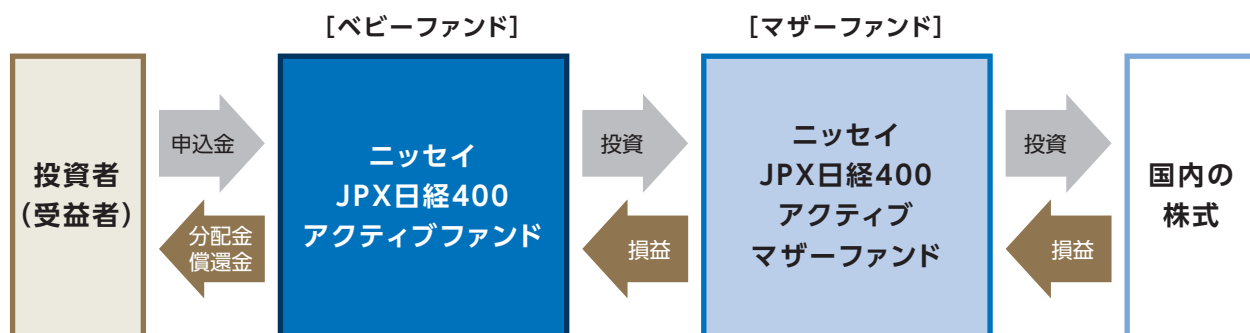 [ベビーファンド]
[マザーファンド]
投資者
(受益者)
申込金
分配金
償還金
ニッセイ
JPX日経400
アクティブファンド
投資
損益
ニッセイ
JPX日経400
アクティブ
マザーファンド
投資
損益
国内の
株式